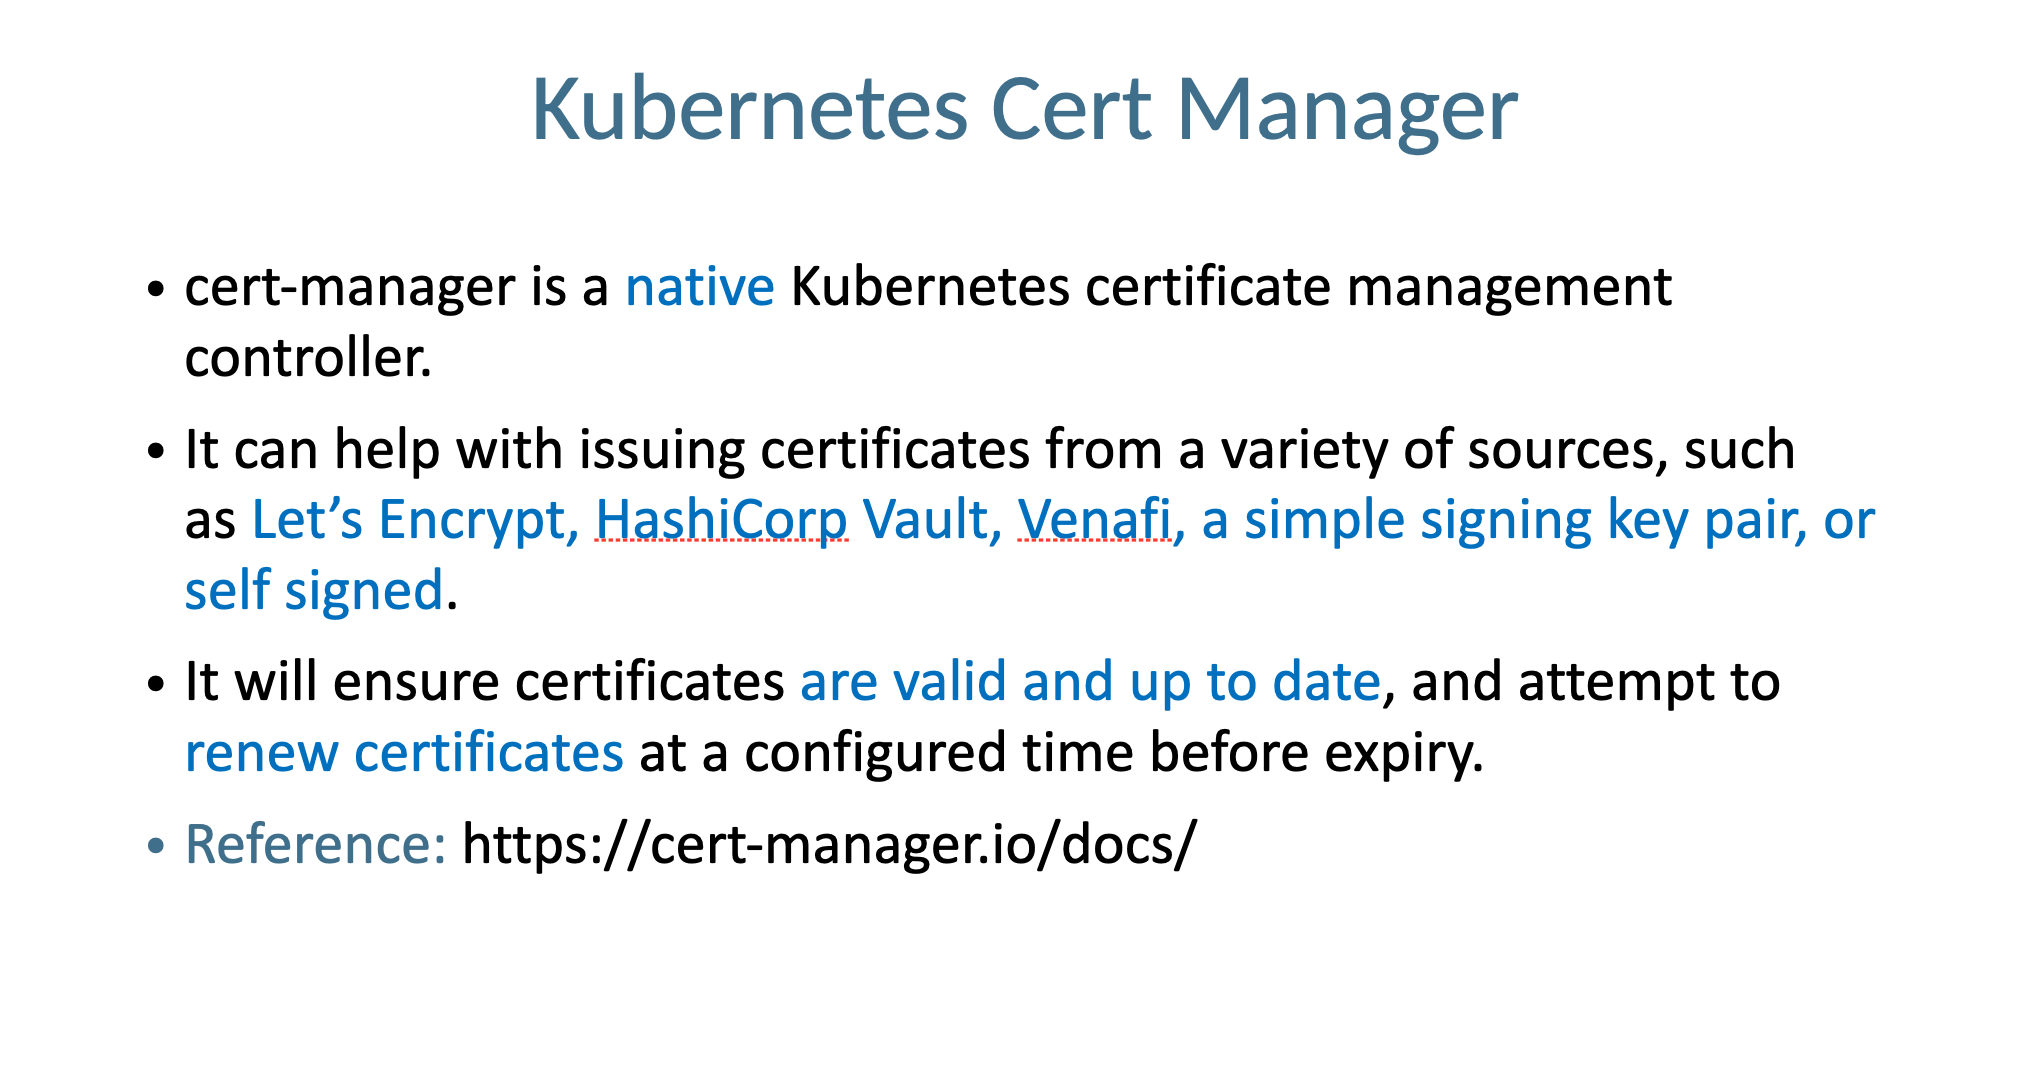 Kubernetes Cert Manager
• cert-manager is a native Kubernetes certificate management
controller.
• It can help with issuing certificates from a variety of sources, such
as Let’s Encrypt, HashiCorp Vault, Venafi, a simple signing key pair, or
self signed.
• It will ensure certificates are valid and up to date, and attempt to
renew certificates at a configured time before expiry.
• Reference: https://cert-manager.io/docs/